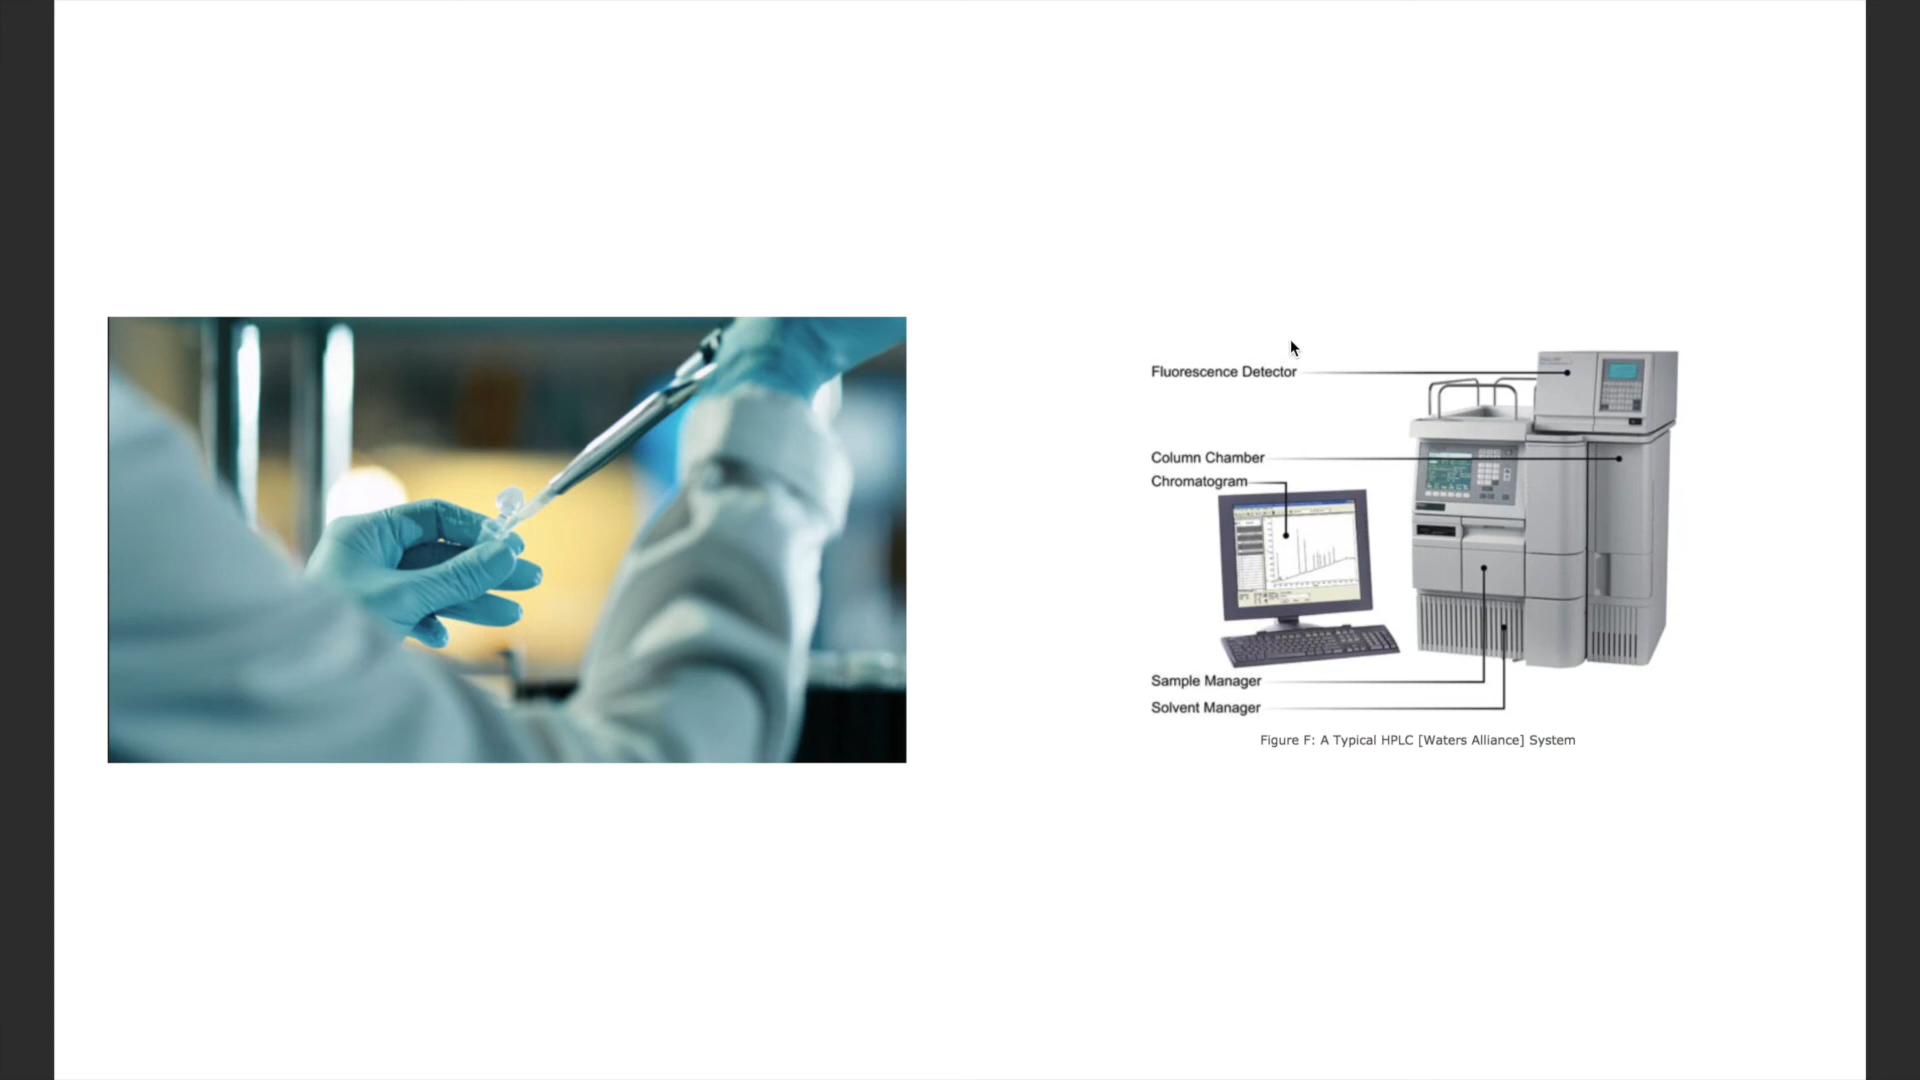 Fluorescence Detector
Column Chamber
Chromatogram
Sample Manager
Solvent Manager
Figure F: A Typical HPLC [Waters Alliance] System